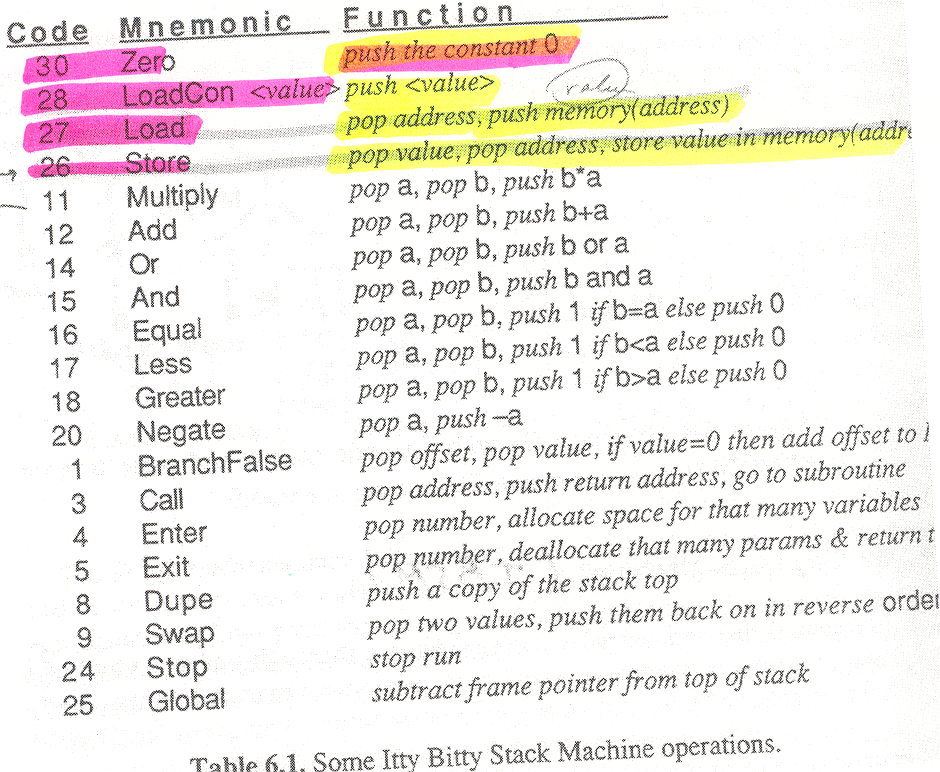 Code Mnemonic Function
30 Zero push the constant 0
value
28 LoadCon <value> push <value>
27 Load pop address, push memory(address)
26 Store pop value, pop address, store value in memory(addre
11 Multiply pop a, pop b, push b*a
12 Add pop a, pop b, push b+a
14 Or pop a, pop b, push b or a
15 And pop a, pop b, push b and a
16 Equal pop a, pop b, push 1 if b=a else push 0
17 Less pop a, pop b, push 1 if b<a else push 0
18 Greater pop a, pop b, push 1 if b>a else push 0
20 Negate pop a, push –a
1 BranchFalse pop offset, pop value, if value=0 then add offset to
3 Call pop address, push return address, go to subroutine
4 Enter pop number, allocate space for that many variables
5 Exit pop number, deallocate that many params & return t
8 Dupe push a copy of the stack top
9 Swap pop two values, push them back on in reverse order
24 Stop stop run
25 Global subtract frame pointer from top of stack
Table 6.1. Some Itty Bitty Stack Machine operations.